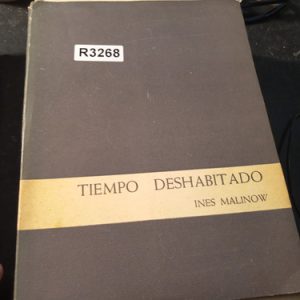 R3268
TIEMPO DESHABITADO
INES MALINOW